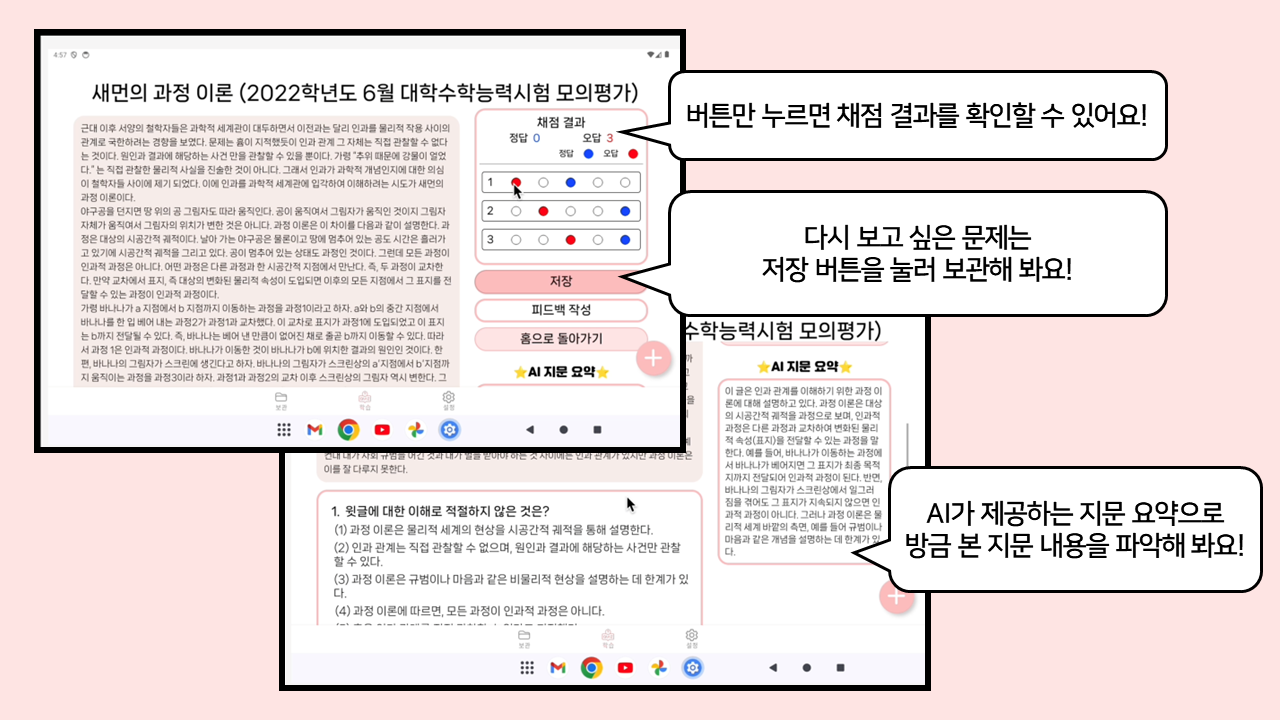 4:57
새먼의 과정 이론 (2022학년도 6월 대학수학능력시험 모의평가)
근대 이후 서양의 철학자들은 과학적 세계관이 대두하면서 이전과는 달리 인과를 물리적 작용 사이의
관계로 국한하려는 경향을 보였다. 문제는 흄이 지적했듯이 인과 관계 그 자체는 직접 관찰할 수 없다
는 것이다. 원인과 결과에 해당하는 사건 만을 관찰할 수 있을 뿐이다. 가령 "추위 때문에 강물이 얼었
다."는 직접 관찰한 물리적 사실을 진술한 것이 아니다. 그래서 인과가 과학적 개념인지에 대한 의심
이 철학자들 사이에 제기 되었다. 이에 인과를 과학적 세계관에 입각하여 이해하려는 시도가 새먼의
과정 이론이다.
야구공을 던지면 땅 위의 공 그림자도 따라 움직인다. 공이 움직여서 그림자가 움직인 것이지 그림자
자체가 움직여서 그림자의 위치가 변한 것은 아니다. 과정 이론은 이 차이를 다음과 같이 설명한다. 과
정은 대상의 시공간적 궤적이다. 날아 가는 야구공은 물론이고 땅에 멈추어 있는 공도 시간은 흘러가
고 있기에 시공간적 궤적을 그리고 있다. 공이 멈추어 있는 상태도 과정인 것이다. 그런데 모든 과정이
인과적 과정은 아니다. 어떤 과정은 다른 과정과 한 시공간적 지점에서 만난다. 즉, 두 과정이 교차한
다. 만약 교차에서 표지, 즉 대상의 변화된 물리적 속성이 도입되면 이후의 모든 지점에서 그 표지를 전
달할 수 있는 과정이 인과적 과정이다.
가령 바나나가 a 지점에서 b 지점까지 이동하는 과정을 과정1이라고 하자. a와 b의 중간 지점에서
바나나를 한 입 베어 내는 과정2가 과정1과 교차했다. 이 교차로 표지가 과정1에 도입되었고 이 표지
는 b까지 전달될 수 있다. 즉, 바나나는 베어 낸 만큼이 없어진 채로 줄곧 b까지 이동할 수 있다. 따라
서 과정 1은 인과적 과정이다. 바나나가 이동한 것이 바나나가 b에 위치한 결과의 원인인 것이다. 한
편, 바나나의 그림자가 스크린에 생긴다고 하자. 바나나의 그림자가 스크린상의 a'지점에서 b'지점까
지 움직이는 과정을 과정3이라 하자. 과정1과 과정2의 교차 이후 스크린상의 그림자 역시 변한다. 그
채점 결과
정답 0 오답 3
정답 오답
1
2
3
저장
피드백 작성
홈으로 돌아가기
⭐AI 지문 요약⭐
보관 학습 설정
버튼만 누르면 채점 결과를 확인할 수 있어요!
다시 보고 싶은 문제는
저장 버튼을 눌러 보관해 봐요!
수학능력시험 모의평가)
컨대 내가 사회 규범을 어긴 것과 내가 벌을 받아야 하는 것 사이에는 인과 관계가 있지만 과정 이론은
이를 잘 다루지 못한다.
1. 윗글에 대한 이해로 적절하지 않은 것은?
(1) 과정 이론은 물리적 세계의 현상을 시공간적 궤적을 통해 설명한다.
(2) 인과 관계는 직접 관찰할 수 없으며, 원인과 결과에 해당하는 사건만 관찰
할 수 있다.
(3) 과정 이론은 규범이나 마음과 같은 비물리적 현상을 설명하는 데 한계가 있
다.
(4) 과정 이론에 따르면, 모든 과정이 인과적 과정은 아니다.
⭐AI 지문 요약⭐
이 글은 인과 관계를 이해하기 위한 과정 이
론에 대해 설명하고 있다. 과정 이론은 대상
의 시공간적 궤적을 과정으로 보며, 인과적
과정은 다른 과정과 교차하여 변화된 물리
적 속성(표지)을 전달할 수 있는 과정을 말
한다. 예를 들어, 바나나가 이동하는 과정에
서 바나나가 베어지면 그 표지가 최종 목적
지까지 전달되어 인과적 과정이 된다. 반면,
바나나의 그림자가 스크린상에서 일그러
짐을 겪어도 그 표지가 지속되지 않으면 인
과적 과정이 아니다. 그러나 과정 이론은 물
리적 세계 바깥의 측면, 예를 들어 규범이나
마음과 같은 개념을 설명하는 데 한계가 있
다.
AI가 제공하는 지문 요약으로
방금 본 지문 내용을 파악해 봐요!
보관 학습 설정